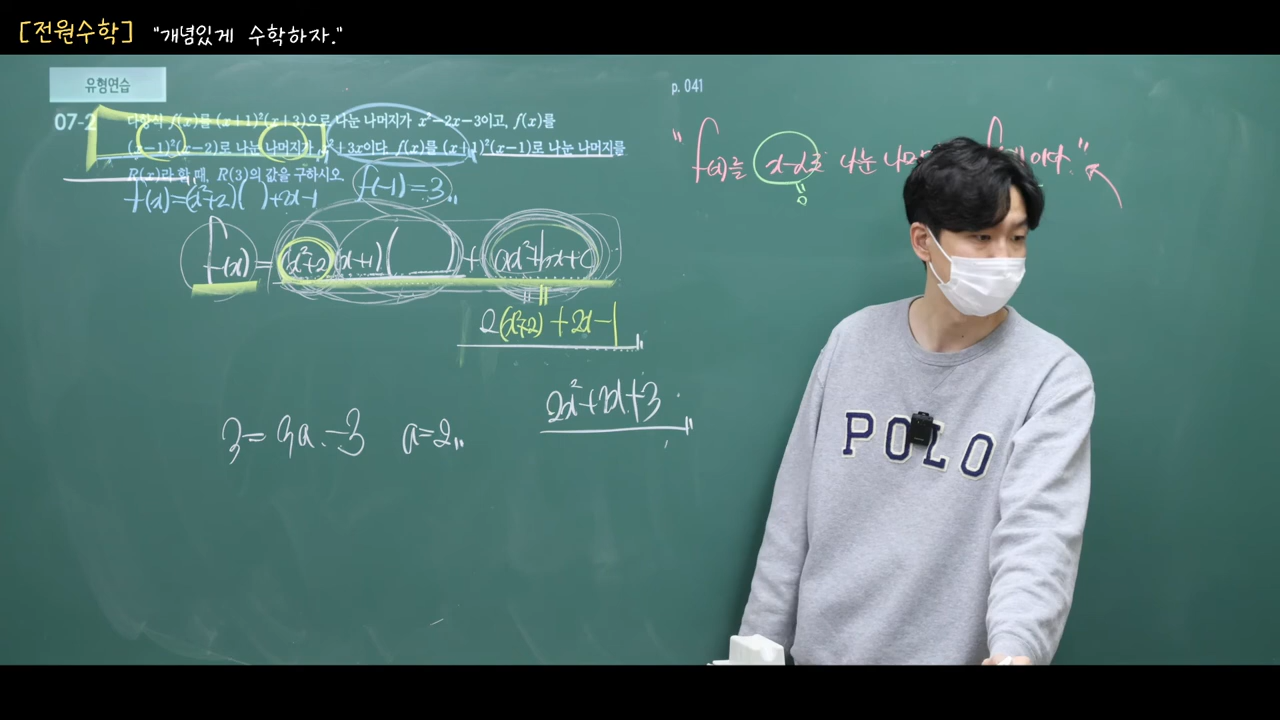 [전원수학] "개념있게 수학하자."
유형연습
p. 041
07-2 다항식 f(x)를 (x+1)²(x+3)으로 나눈 나머지가 x²-2x-3이고, f(x)를
(x-1)²(x-2)로 나눈 나머지가 x²+3x이다. f(x)를 (x+1)²(x-1)로 나눈 나머지를
R(x)라 할 때, R(3)의 값을 구하시오.
"f(x)를 x-α로 나눈 이다."
"0
f(x)=(x²+2)( )+2x-1
f(-1)=3
f(x)=(x²+2)(x+1)( )+ax²+bx+c
2(x²+2)+2x-1
2x²+2x+3
3=3a-3 a=2
POLO